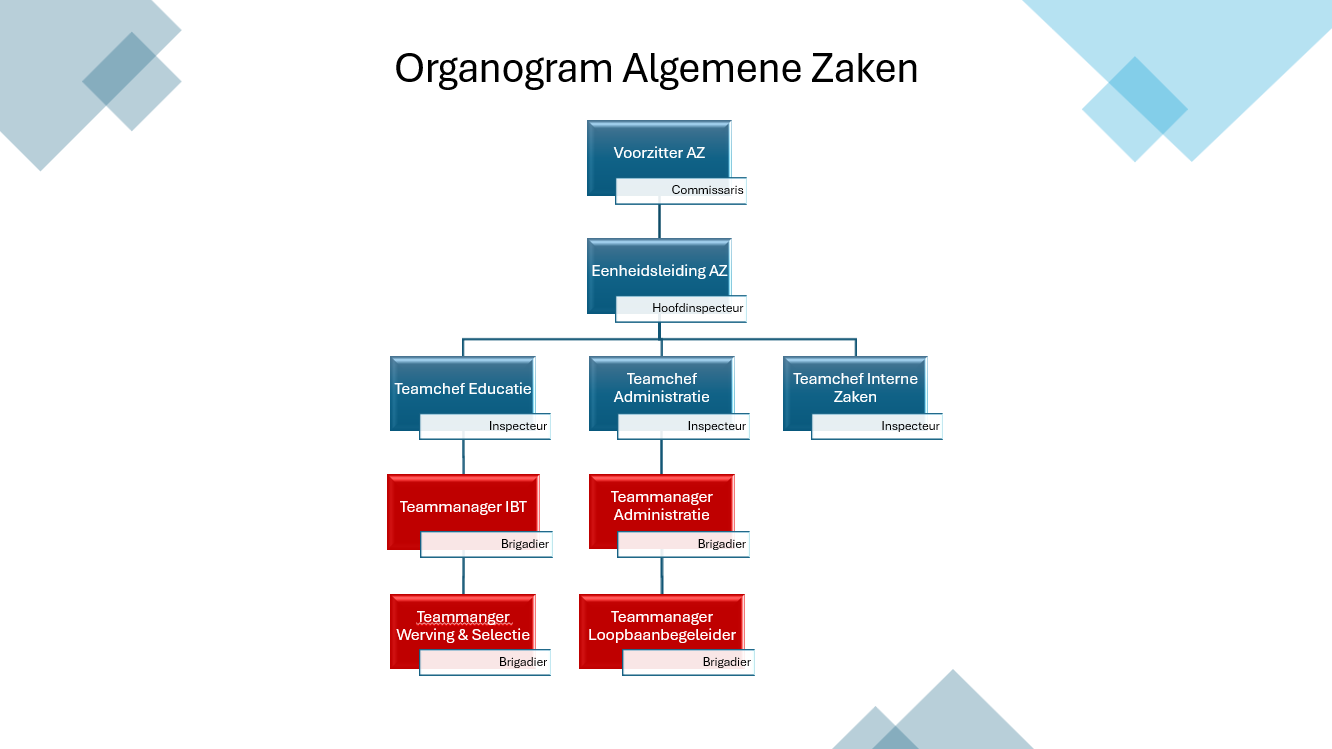 Organogram Algemene Zaken
Voorzitter AZ
Commissaris
Eenheidsleiding AZ
Hoofdinspecteur
Teamchef Educatie
Inspecteur
Teamchef
Administratie
Inspecteur
Teamchef Interne
Zaken
Inspecteur
Teammanager IBT
Brigadier
Teammanager
Administratie
Brigadier
Teammanger
Werving & Selectie
Brigadier
Teammanager
Loopbaanbegeleider
Brigadier